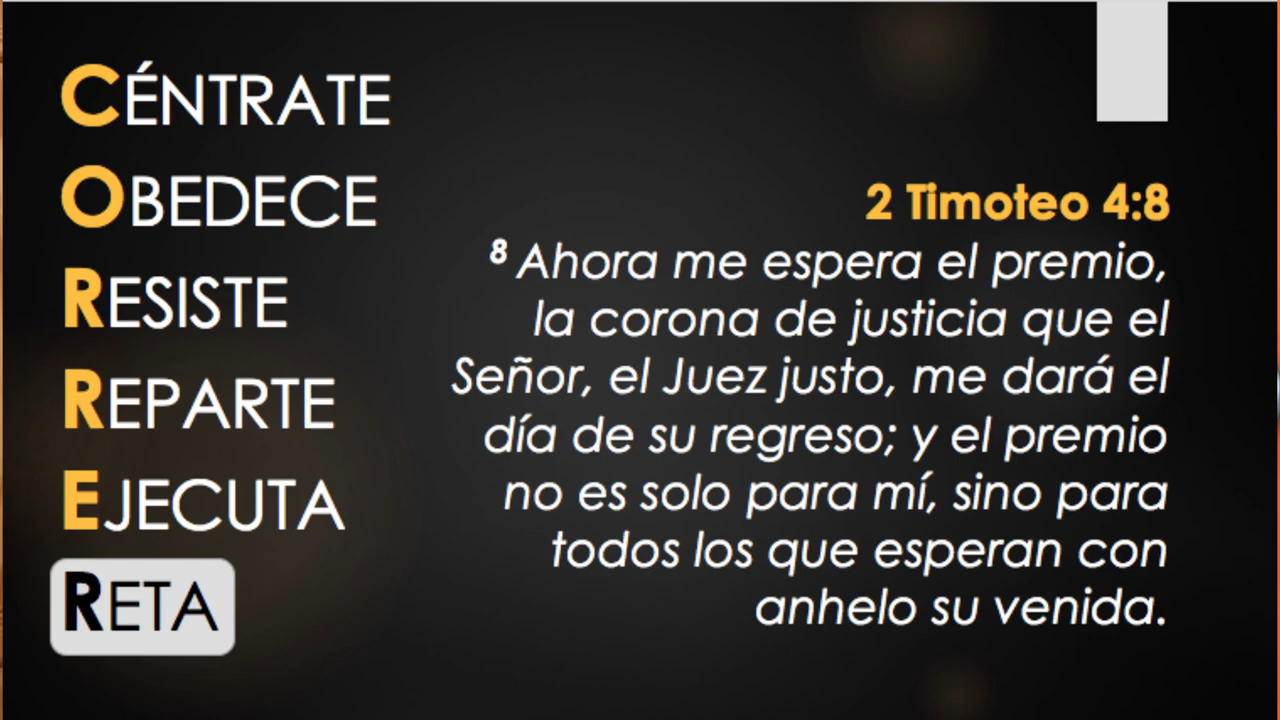 CÉNTRATE
OBEDECE
RESISTE
REPARTE
EJECUTA
RETA
2 Timoteo 4:8
8 Ahora me espera el premio,
la corona de justicia que el
Señor, el Juez justo, me dará el
día de su regreso; y el premio
no es solo para mí, sino para
todos los que esperan con
anhelo su venida.